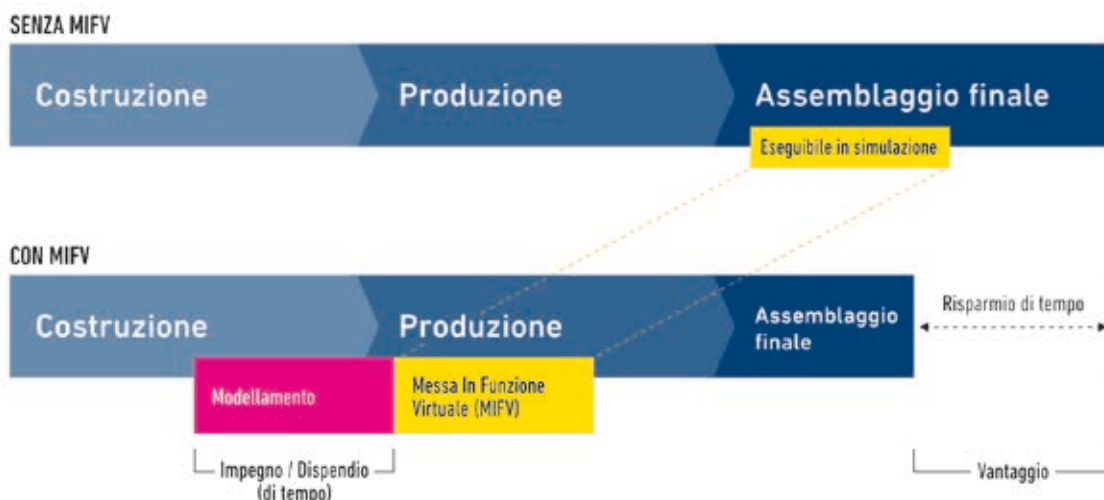 SENZA MIFV
Costruzione
Produzione
Assemblaggio finale
Eseguibile in simulazione
CON MIFV
Costruzione
Produzione
Assemblaggio
finale
Risparmio di tempo
Modellamento
Messa In Funzione
Virtuale (MIFV)
Impegno / Dispendio
(di tempo)
Vantaggio